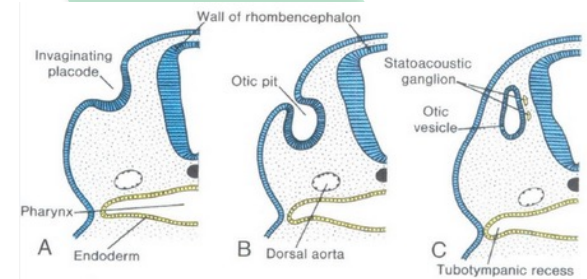 Wall of rhombencephalon
Invaginating
placode
Otic pit
Statoacoustic
ganglion
Otic
vesicle
Pharynx
A
Endoderm
B
Dorsal aorta
C
Tubotympanic recess